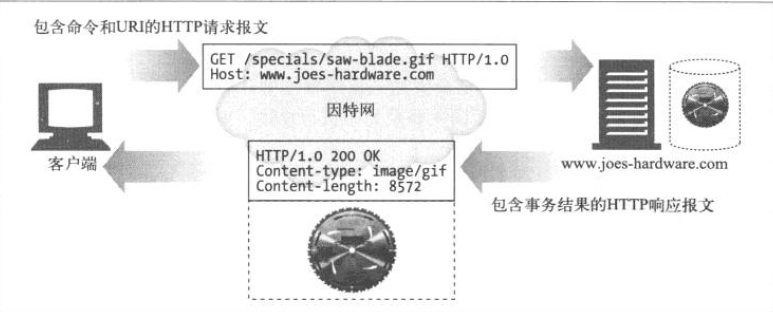 包含命令和URI的HTTP请求报文
GET /specials/saw-blade.gif HTTP/1.0
Host: www.joes-hardware.com
因特网
客户端
HTTP/1.0 200 OK
Content-type: image/gif
Content-length: 8572
www.joes-hardware.com
包含事务结果的HTTP响应报文